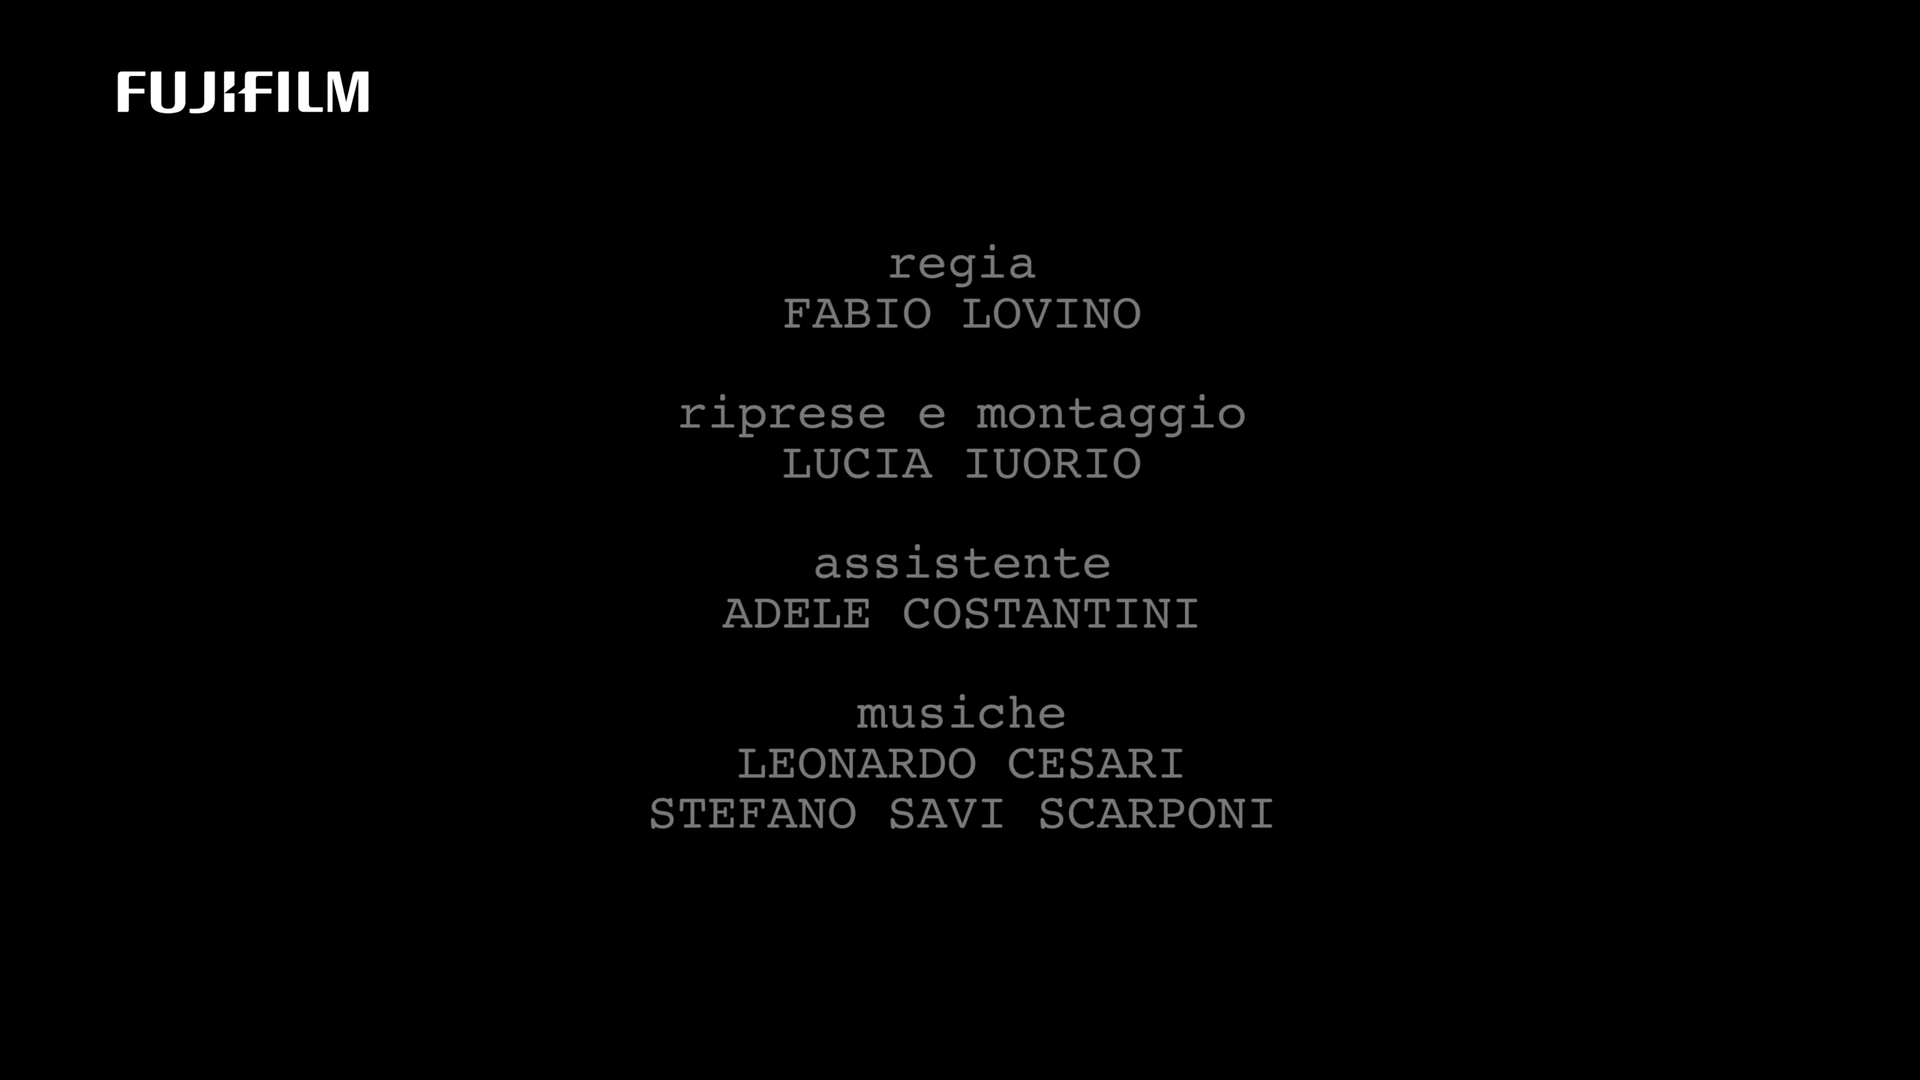 FUJIFILM
regia
FABIO LOVINO
riprese e montaggio
LUCIA IUORIO
assistente
ADELE COSTANTINI
musiche
LEONARDO CESARI
STEFANO SAVI SCARPONI